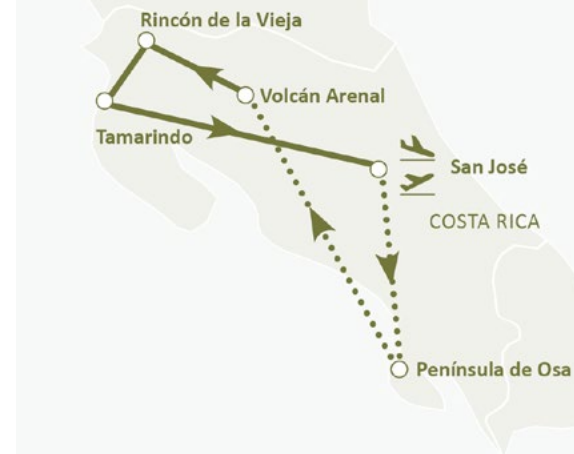 Rincón de la Vieja
Volcán Arenal
Tamarindo
San José
COSTA RICA
Península de Osa